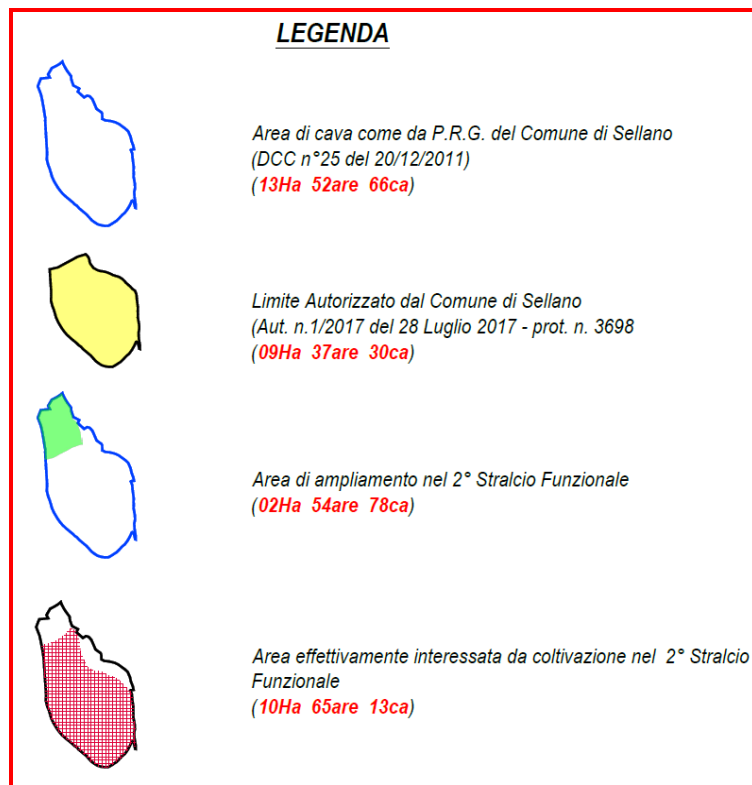 LEGENDA
Area di cava come da P.R.G. del Comune di Sellano
(DCC n°25 del 20/12/2011)
(13Ha 52are 66ca)
Limite Autorizzato dal Comune di Sellano
(Aut. n.1/2017 del 28 Luglio 2017 - prot. n. 3698
(09Ha 37are 30ca)
Area di ampliamento nel 2° Stralcio Funzionale
(02Ha 54are 78ca)
Area effettivamente interessata da coltivazione nel 2° Stralcio
Funzionale
(10Ha 65are 13ca)